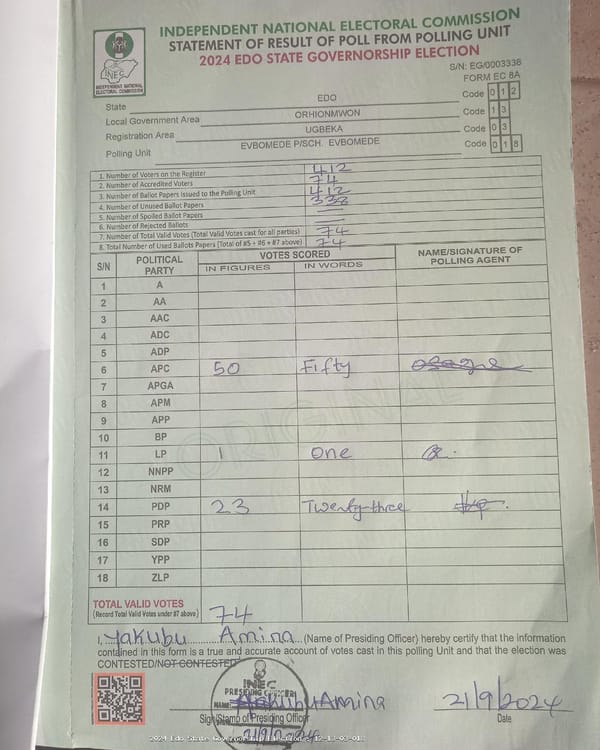 INDEPENDENT NATIONAL ELECTORAL COMMISSION
STATEMENT OF RESULT OF POLL FROM POLLING UNIT
2024 EDO STATE GOVERNORSHIP ELECTION
INEC
INDEPENDENT NATIONAL
ELECTORAL COMMISSION
S/N: EG/0003338
FORM EC 8A
State EDO Code 0 1 2
Local Government Area ORHIONMWON Code 1 3
Registration Area UGBEKA Code 0 3
Polling Unit EVBOMEDE P/SCH. EVBOMEDE Code 0 1 8
1. Number of Voters on the Register 412
2. Number of Accredited Voters 74
3. Number of Ballot Papers Issued to the Polling Unit 412
4. Number of Unused Ballot Papers 338
5. Number of Spoiled Ballot Papers
6. Number of Rejected Ballots
7. Number of Total Valid Votes (Total Valid Votes cast for all parties) 74
8. Total Number of Used Ballots Papers (Total of #5 + #6 + #7 above) 74
S/N POLITICAL PARTY VOTES SCORED NAME/SIGNATURE OF POLLING AGENT
IN FIGURES IN WORDS
1 A
2 AA
3 AAC
4 ADC
5 ADP
6 APC 50 Fifty
7 APGA
8 APM
9 APP
10 BP
11 LP 1 One
12 NNPP
13 NRM
14 PDP 23 Twenty-three
15 PRP
16 SDP
17 YPP
18 ZLP
ORIGINAL
TOTAL VALID VOTES
(Record Total Valid Votes under #7 above) 74
I, Yakubu Amina (Name of Presiding Officer) hereby certify that the information
contained in this form is a true and accurate account of votes cast in this polling Unit and that the election was
CONTESTED/NOT CONTESTED
INEC
PRESIDING OFFICER
NAME Yakubu Amina 21/9/2024
Sign/Stamp of Presiding Officer Date
21/9/2024